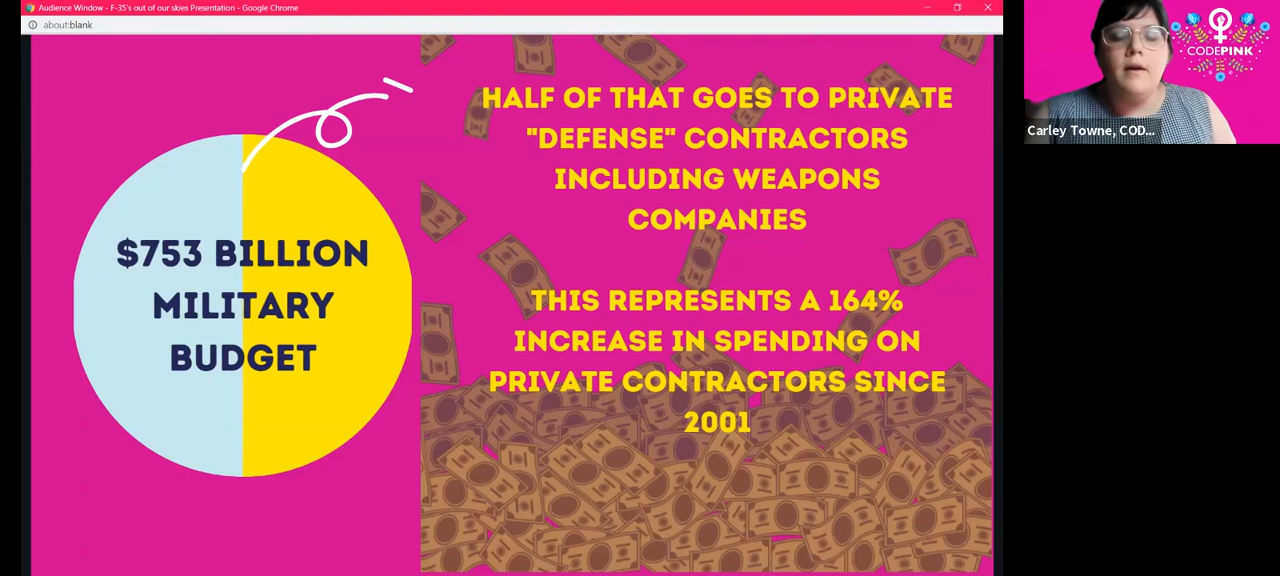 Audience Window - F-35's out of our skies Presentation - Google Chrome
about:blank
$753 BILLION
MILITARY
BUDGET
HALF OF THAT GOES TO PRIVATE
"DEFENSE" CONTRACTORS
INCLUDING WEAPONS
COMPANIES
THIS REPRESENTS A 164%
INCREASE IN SPENDING ON
PRIVATE CONTRACTORS SINCE
2001
CODEPINK
Carley Towne, COD...